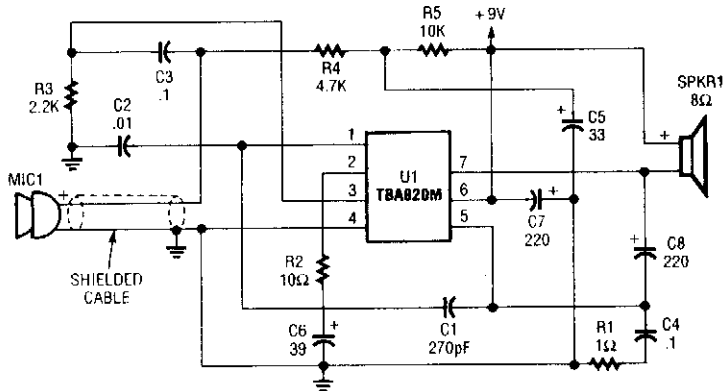 R5
10K
+9V
R3
2.2K
C3
.1
R4
4.7K
SPKR1
8Ω
C2
.01
+
C5
33
+
1
2
3
4
U1
TBA820M
7
6
5
MIC1
+
+
C7
220
+
C8
220
SHIELDED
CABLE
R2
10Ω
C6
39
+
C1
270pF
R1
1Ω
C4
.1